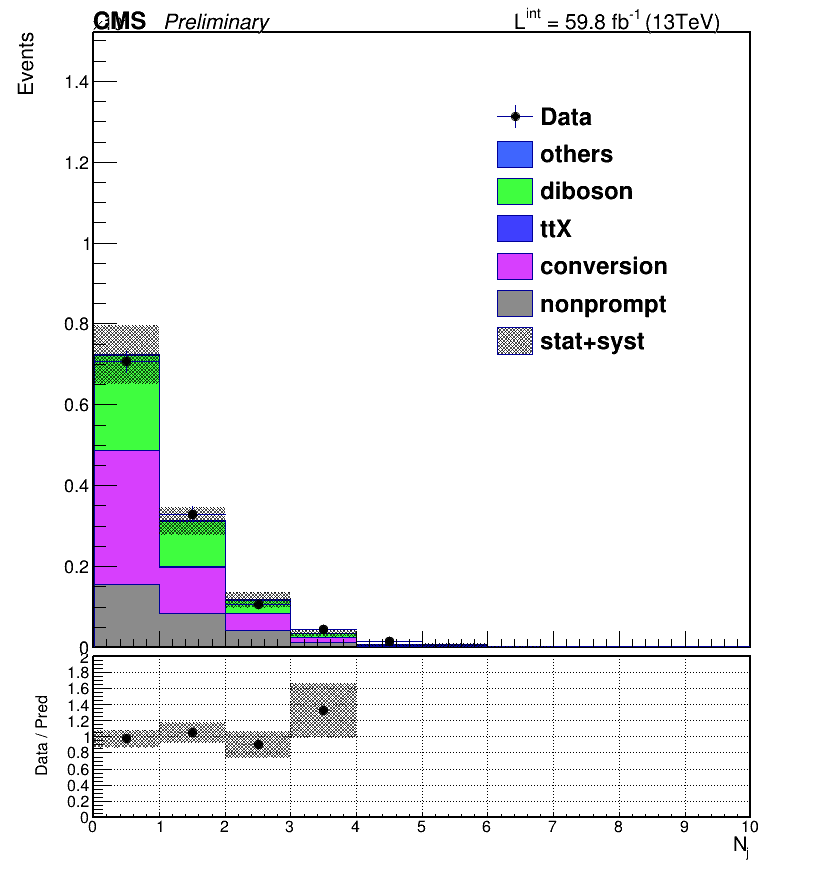 CMS Preliminary L^int = 59.8 fb^-1 (13TeV)
Events
1.4
1.2
1
0.8
0.6
0.4
0.2
0
Data
others
diboson
ttX
conversion
nonprompt
stat+syst
Data / Pred
2
1.8
1.6
1.4
1.2
1
0.8
0.6
0.4
0.2
0
0 1 2 3 4 5 6 7 8 9 10
N_j